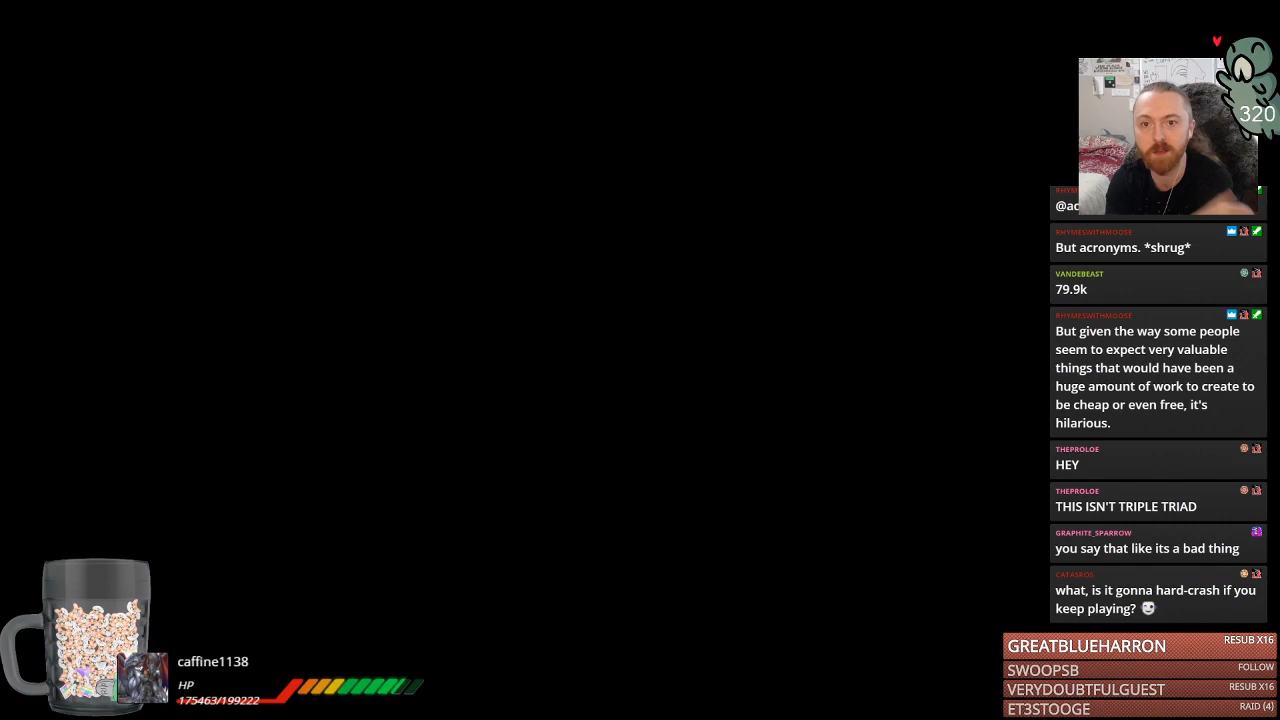 320
@ac
RHYMESWITHMOOSE
But acronyms. *shrug*
VANDEBEAST
79.9k
RHYMESWITHMOOSE
But given the way some people
seem to expect very valuable
things that would have been a
huge amount of work to create to
be cheap or even free, it's
hilarious.
THEPROLOE
HEY
THEPROLOE
THIS ISN'T TRIPLE TRIAD
GRAPHITE_SPARROW
you say that like its a bad thing
CATASROS
what, is it gonna hard-crash if you
keep playing?
GREATBLUEHARRON RESUB X16
SWOOPSB FOLLOW
VERYDOUBTFULGUEST RESUB X16
ET3STOOGE RAID (4)
caffine1138
HP
175463/199222